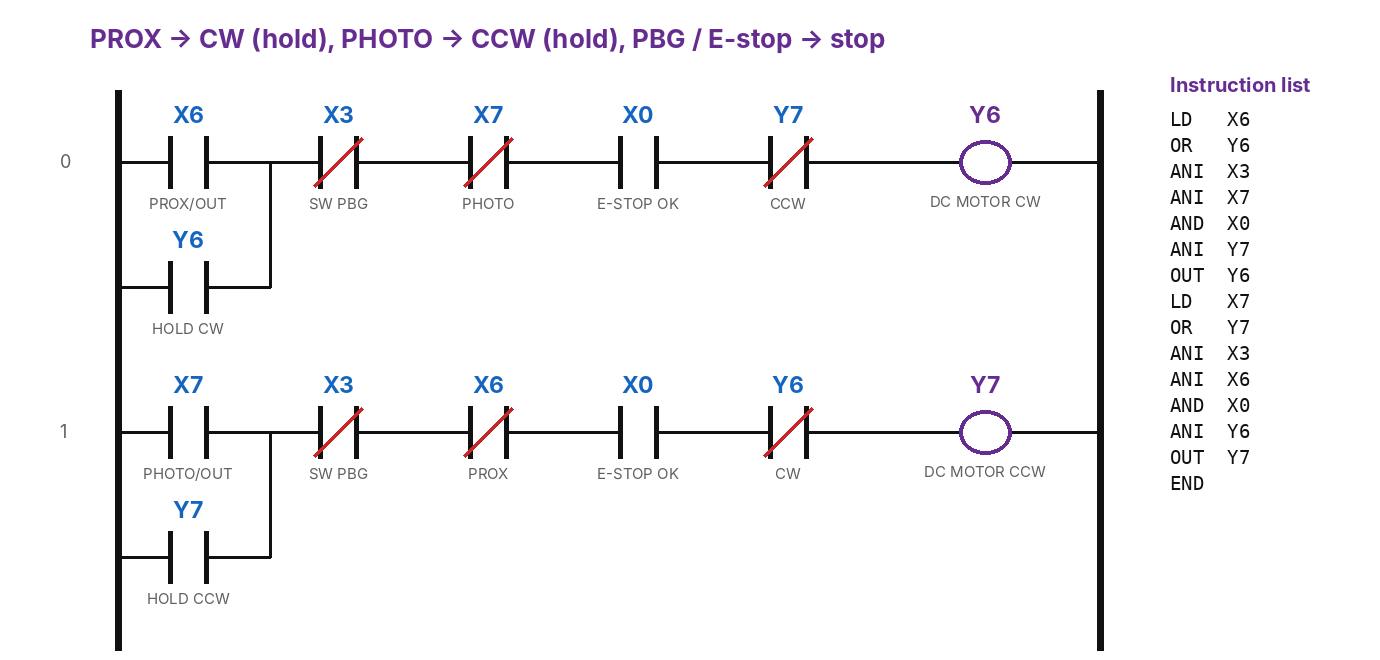 PROX → CW (hold), PHOTO → CCW (hold), PBG / E-stop → stop
X6 X3 X7 X0 Y7 Y6
0
PROX/OUT SW PBG PHOTO E-STOP OK CCW DC MOTOR CW
Y6
HOLD CW
X7 X3 X6 X0 Y6 Y7
1
PHOTO/OUT SW PBG PROX E-STOP OK CW DC MOTOR CCW
Y7
HOLD CCW
Instruction list
LD X6
OR Y6
ANI X3
ANI X7
AND X0
ANI Y7
OUT Y6
LD X7
OR Y7
ANI X3
ANI X6
AND X0
ANI Y6
OUT Y7
END